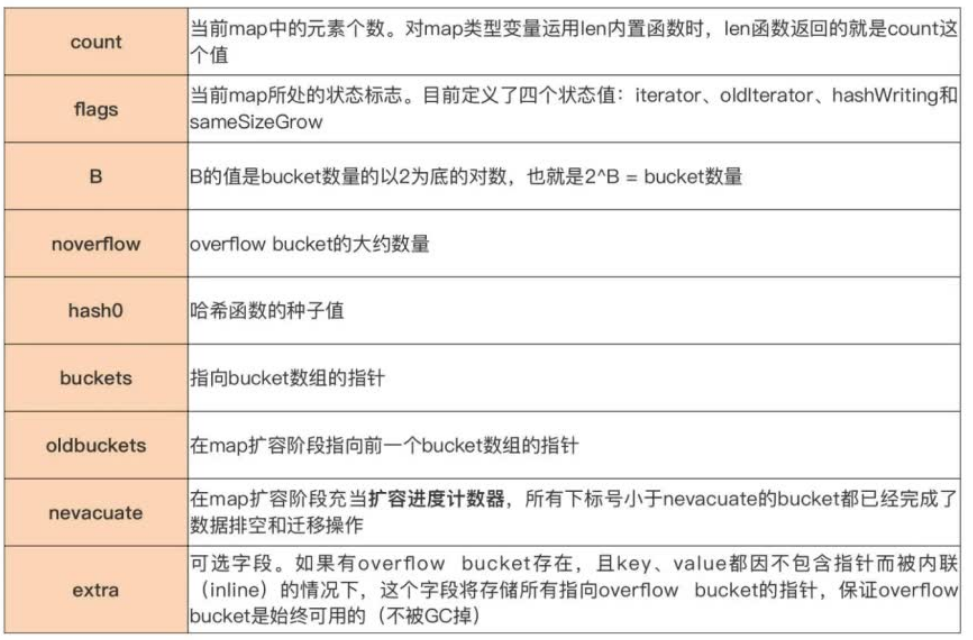 count
当前map中的元素个数。对map类型变量运用len内置函数时，len函数返回的就是count这
个值
flags
当前map所处的状态标志。目前定义了四个状态值：iterator、oldIterator、hashWriting和
sameSizeGrow
B
B的值是bucket数量的以2为底的对数，也就是2^B = bucket数量
noverflow
overflow bucket的大约数量
hash0
哈希函数的种子值
buckets
指向bucket数组的指针
oldbuckets
在map扩容阶段指向前一个bucket数组的指针
nevacuate
在map扩容阶段充当扩容进度计数器，所有下标号小于nevacuate的bucket都已经完成了
数据排空和迁移操作
extra
可选字段。如果有overflow bucket存在，且key、value都因不包含指针而被内联
（inline）的情况下，这个字段将存储所有指向overflow bucket的指针，保证overflow
bucket是始终可用的（不被GC掉）